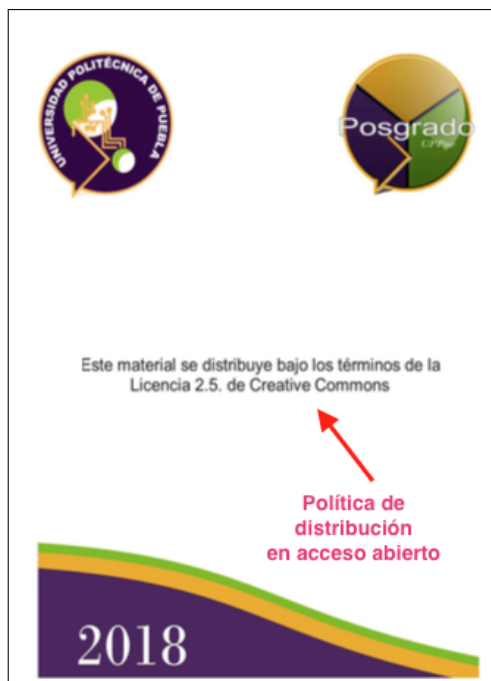 UNIVERSIDAD POLITÉCNICA DE PUEBLA
Posgrado
Este material se distribuye bajo los términos de la
Licencia 2.5. de Creative Commons
Política de
distribución
en acceso abierto
2018